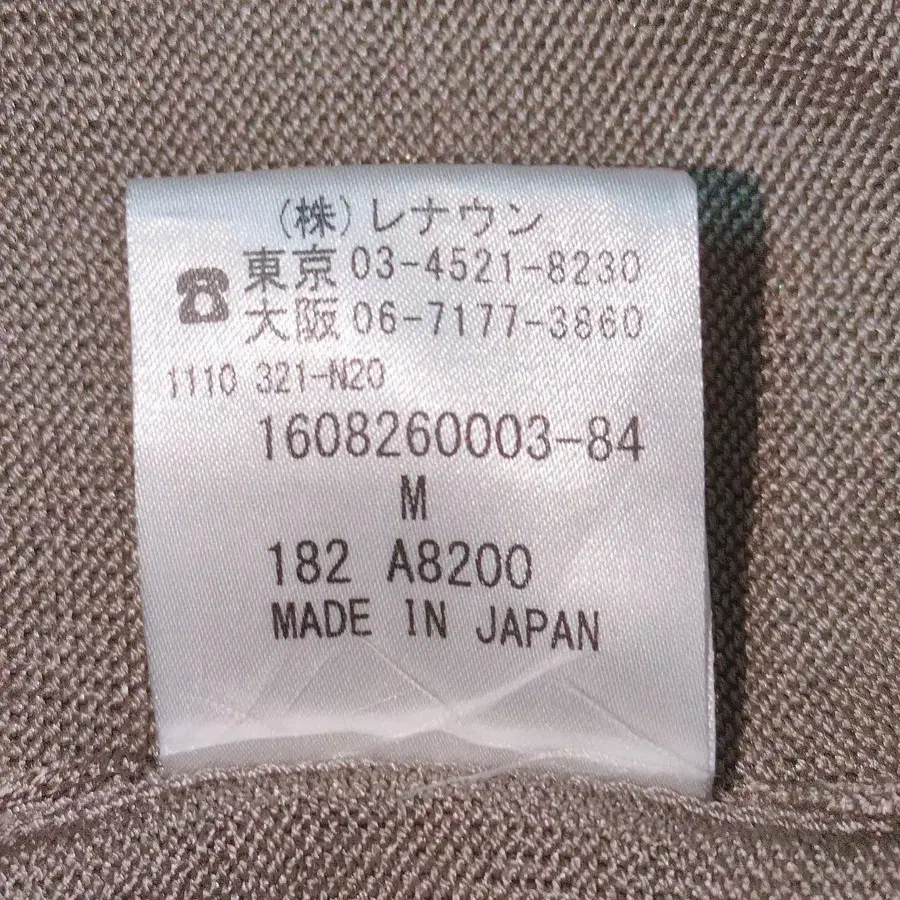 (株)レナウン
☎東京 03-4521-8230
大阪 06-7177-3860
1110 321-N20
1608260003-84
M
182 A8200
MADE IN JAPAN